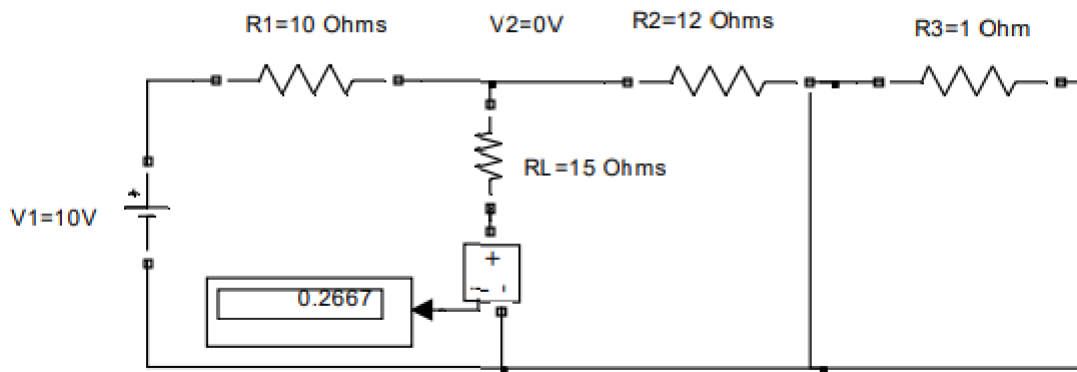 R1=10 Ohms
V2=0V
R2=12 Ohms
R3=1 Ohm
RL=15 Ohms
V1=10V
0.2667